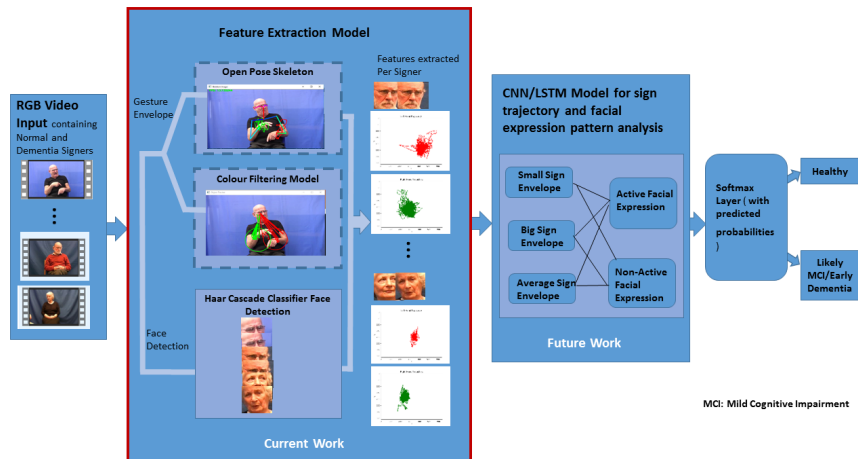 RGB Video
Input containing
Normal and
Dementia Signers
Feature Extraction Model
Gesture
Envelope
Open Pose Skeleton
Colour Filtering Model
Face
Detection
Haar Cascade Classifier Face
Detection
Features extracted
Per Signer
Current Work
CNN/LSTM Model for sign
trajectory and facial
expression pattern analysis
Small Sign
Envelope
Big Sign
Envelope
Average Sign
Envelope
Active Facial
Expression
Non-Active
Facial
Expression
Future Work
Softmax
Layer ( with
predicted
probabilities
)
Healthy
Likely
MCI/Early
Dementia
MCI: Mild Cognitive Impairment